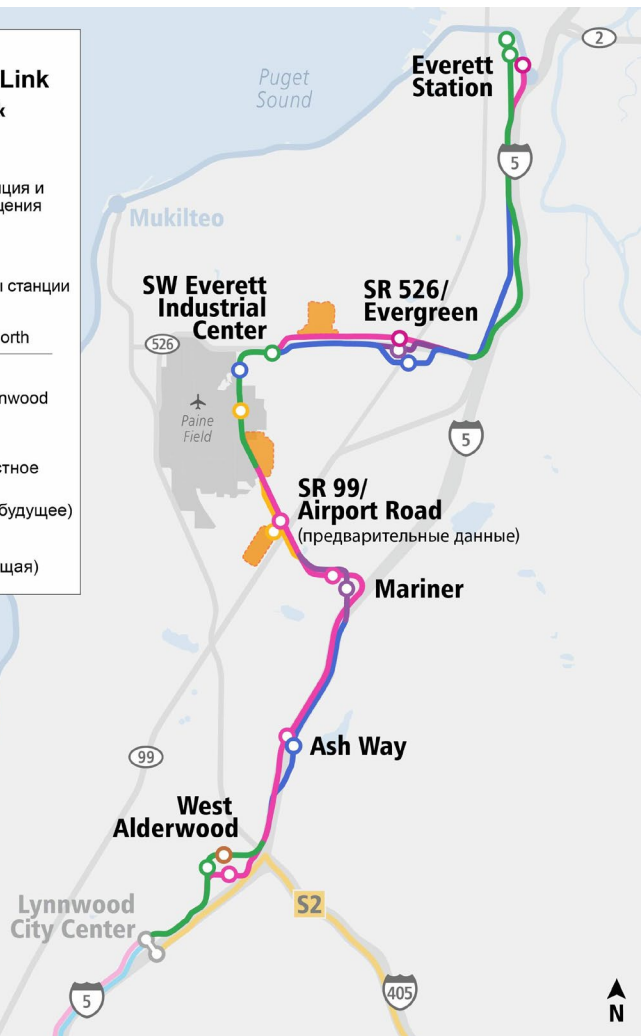 Link
k
ция и
цения
ы станции
orth
nwood
стное
будущее)
щая)
2
Everett
Station
Puget
Sound
5
Mukilteo
SW Everett
Industrial
Center
SR 526/
Evergreen
526
Paine
Field
5
SR 99/
Airport Road
(предварительные данные)
Mariner
Ash Way
99
West
Alderwood
Lynnwood
City Center
S2
5
405
N